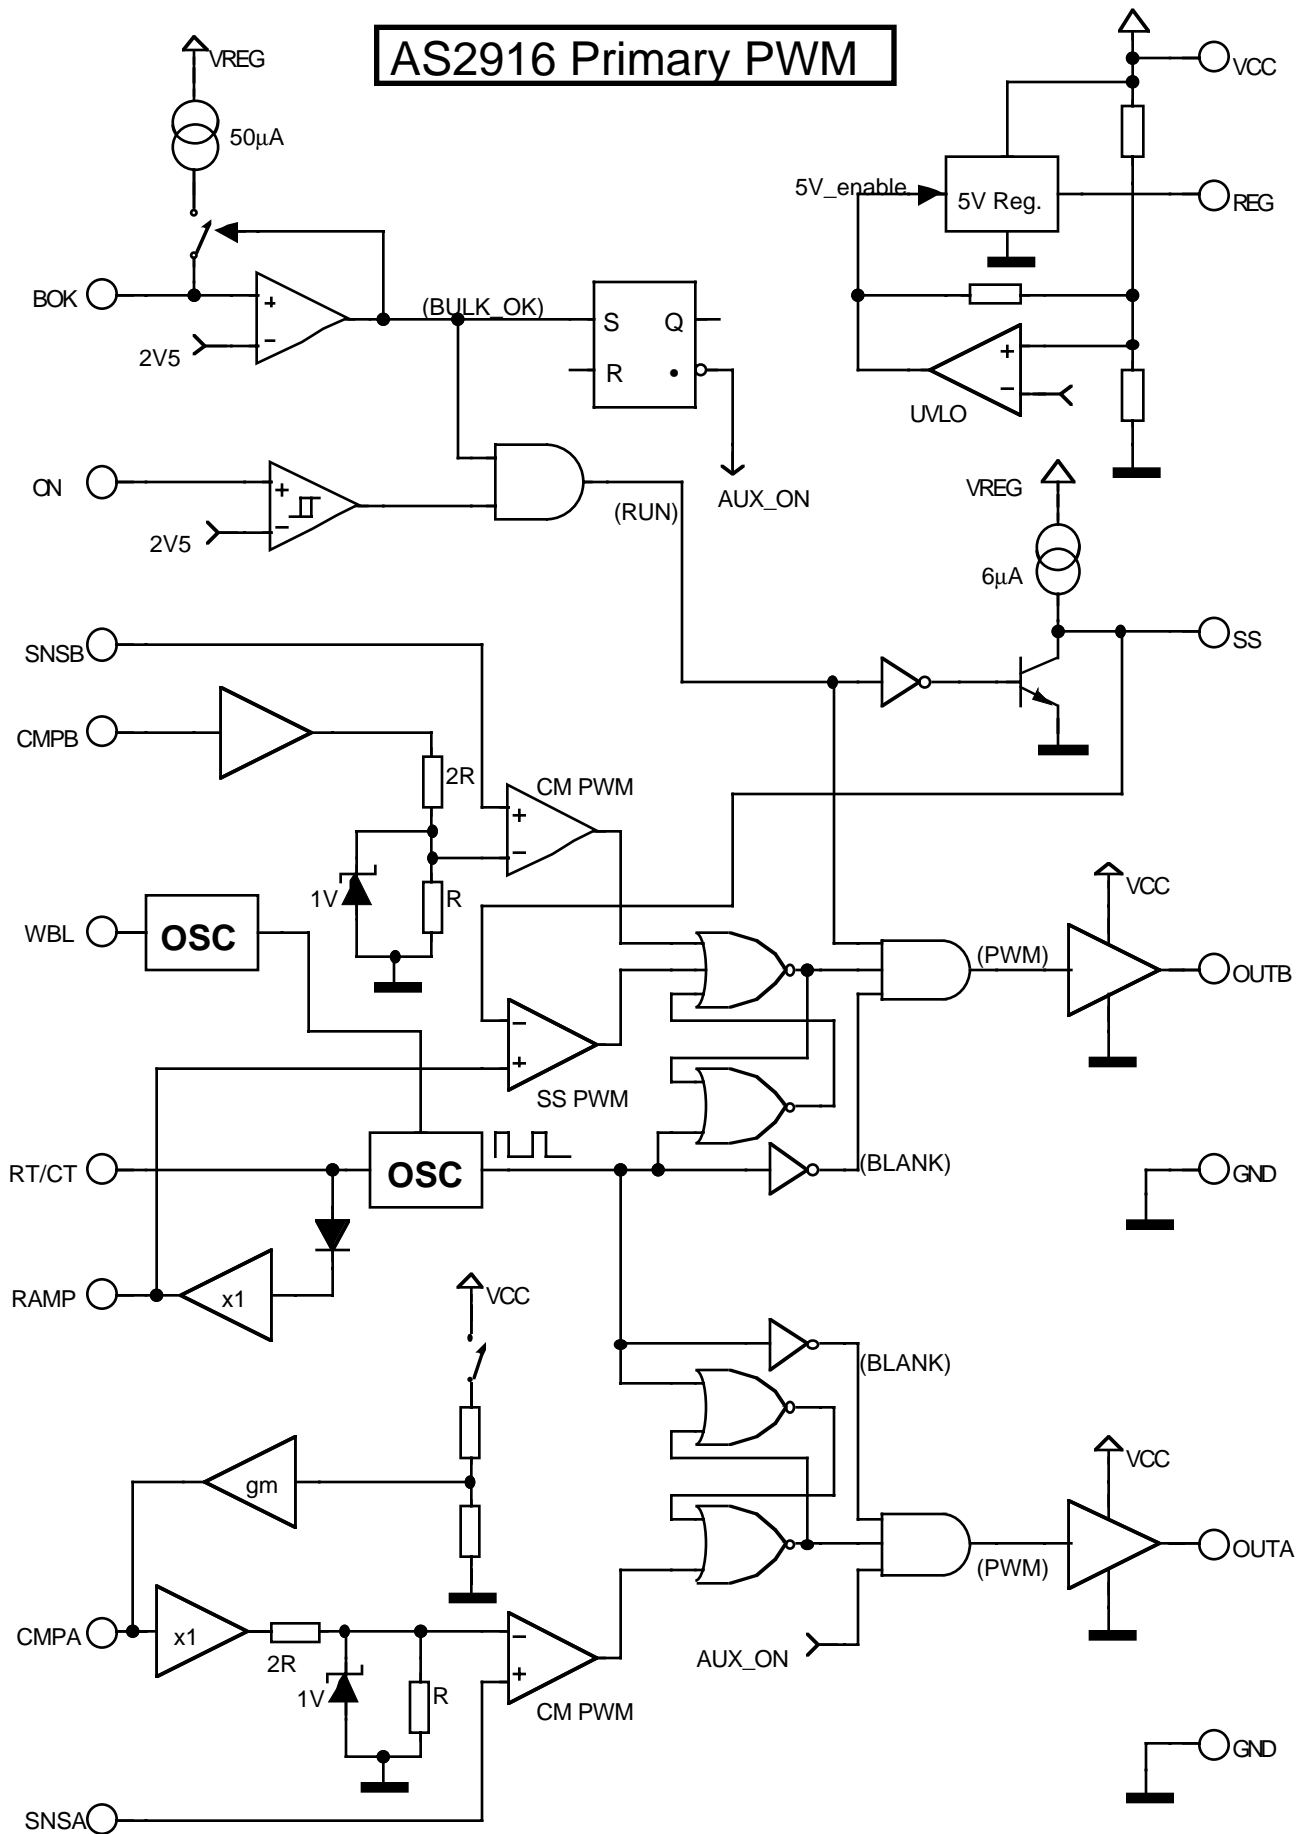 AS2916 Primary PWM
VREG
VCC
50µA
5V_enable
5V Reg.
REG
BOK
+
−
2V5
(BULK_OK)
S
Q
R
+
−
UVLO
ON
+
−
2V5
(RUN)
AUX_ON
VREG
6µA
SNSB
SS
CMPB
2R
CM PWM
+
−
1V
R
VCC
WBL
OSC
(PWM)
OUTB
−
+
SS PWM
RT/CT
OSC
(BLANK)
GND
RAMP
x1
VCC
(BLANK)
VCC
gm
(PWM)
OUTA
CMPA
x1
2R
−
+
AUX_ON
1V
R
CM PWM
GND
SNSA